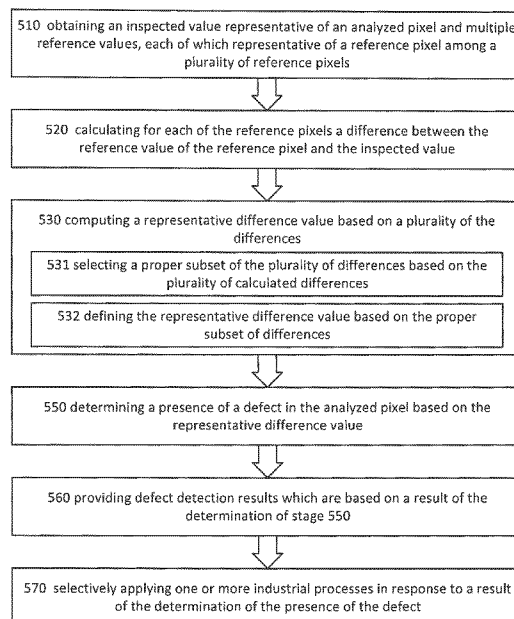 510 obtaining an inspected value representative of an analyzed pixel and multiple
reference values, each of which representative of a reference pixel among a
plurality of reference pixels
520 calculating for each of the reference pixels a difference between the
reference value of the reference pixel and the inspected value
530 computing a representative difference value based on a plurality of the
differences
531 selecting a proper subset of the plurality of differences based on the
plurality of calculated differences
532 defining the representative difference value based on the proper
subset of differences
550 determining a presence of a defect in the analyzed pixel based on the
representative difference value
560 providing defect detection results which are based on a result of the
determination of stage 550
570 selectively applying one or more industrial processes in response to a result
of the determination of the presence of the defect